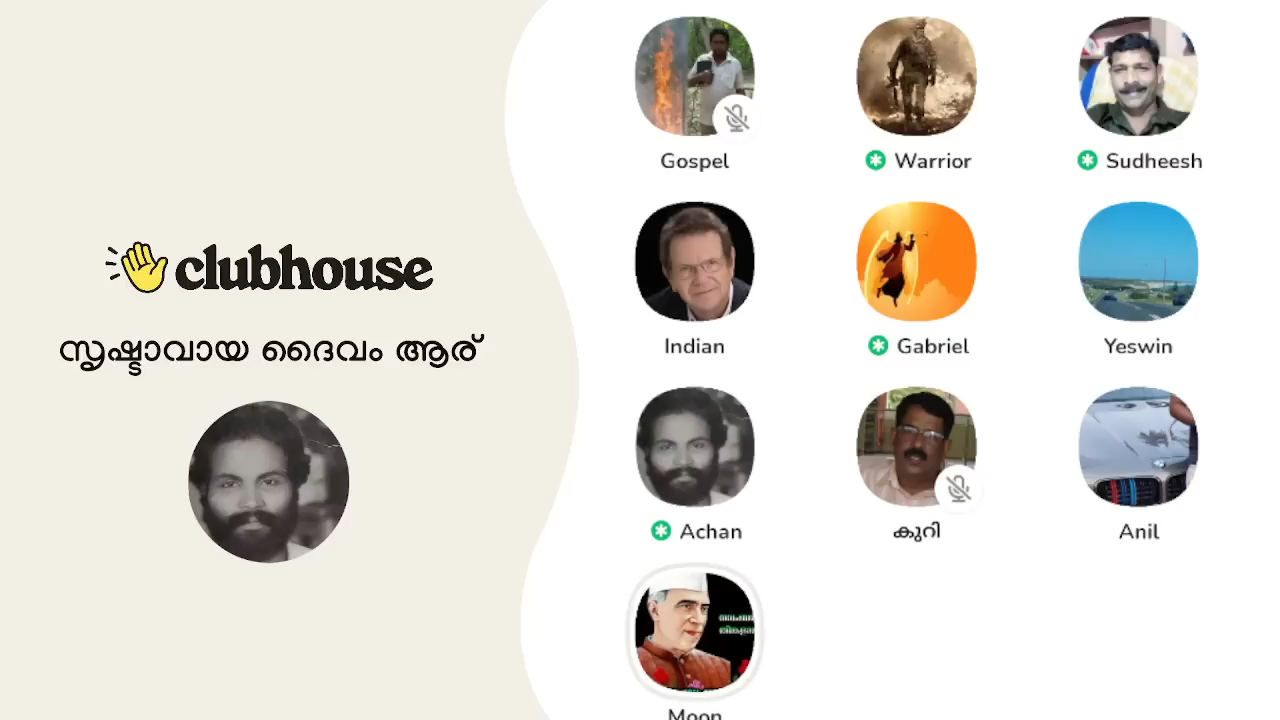 clubhouse
സൃഷ്ടാവായ ദൈവം ആര്
Gospel
Warrior
Sudheesh
Indian
Gabriel
Yeswin
Achan
കുറി
Anil
Moon